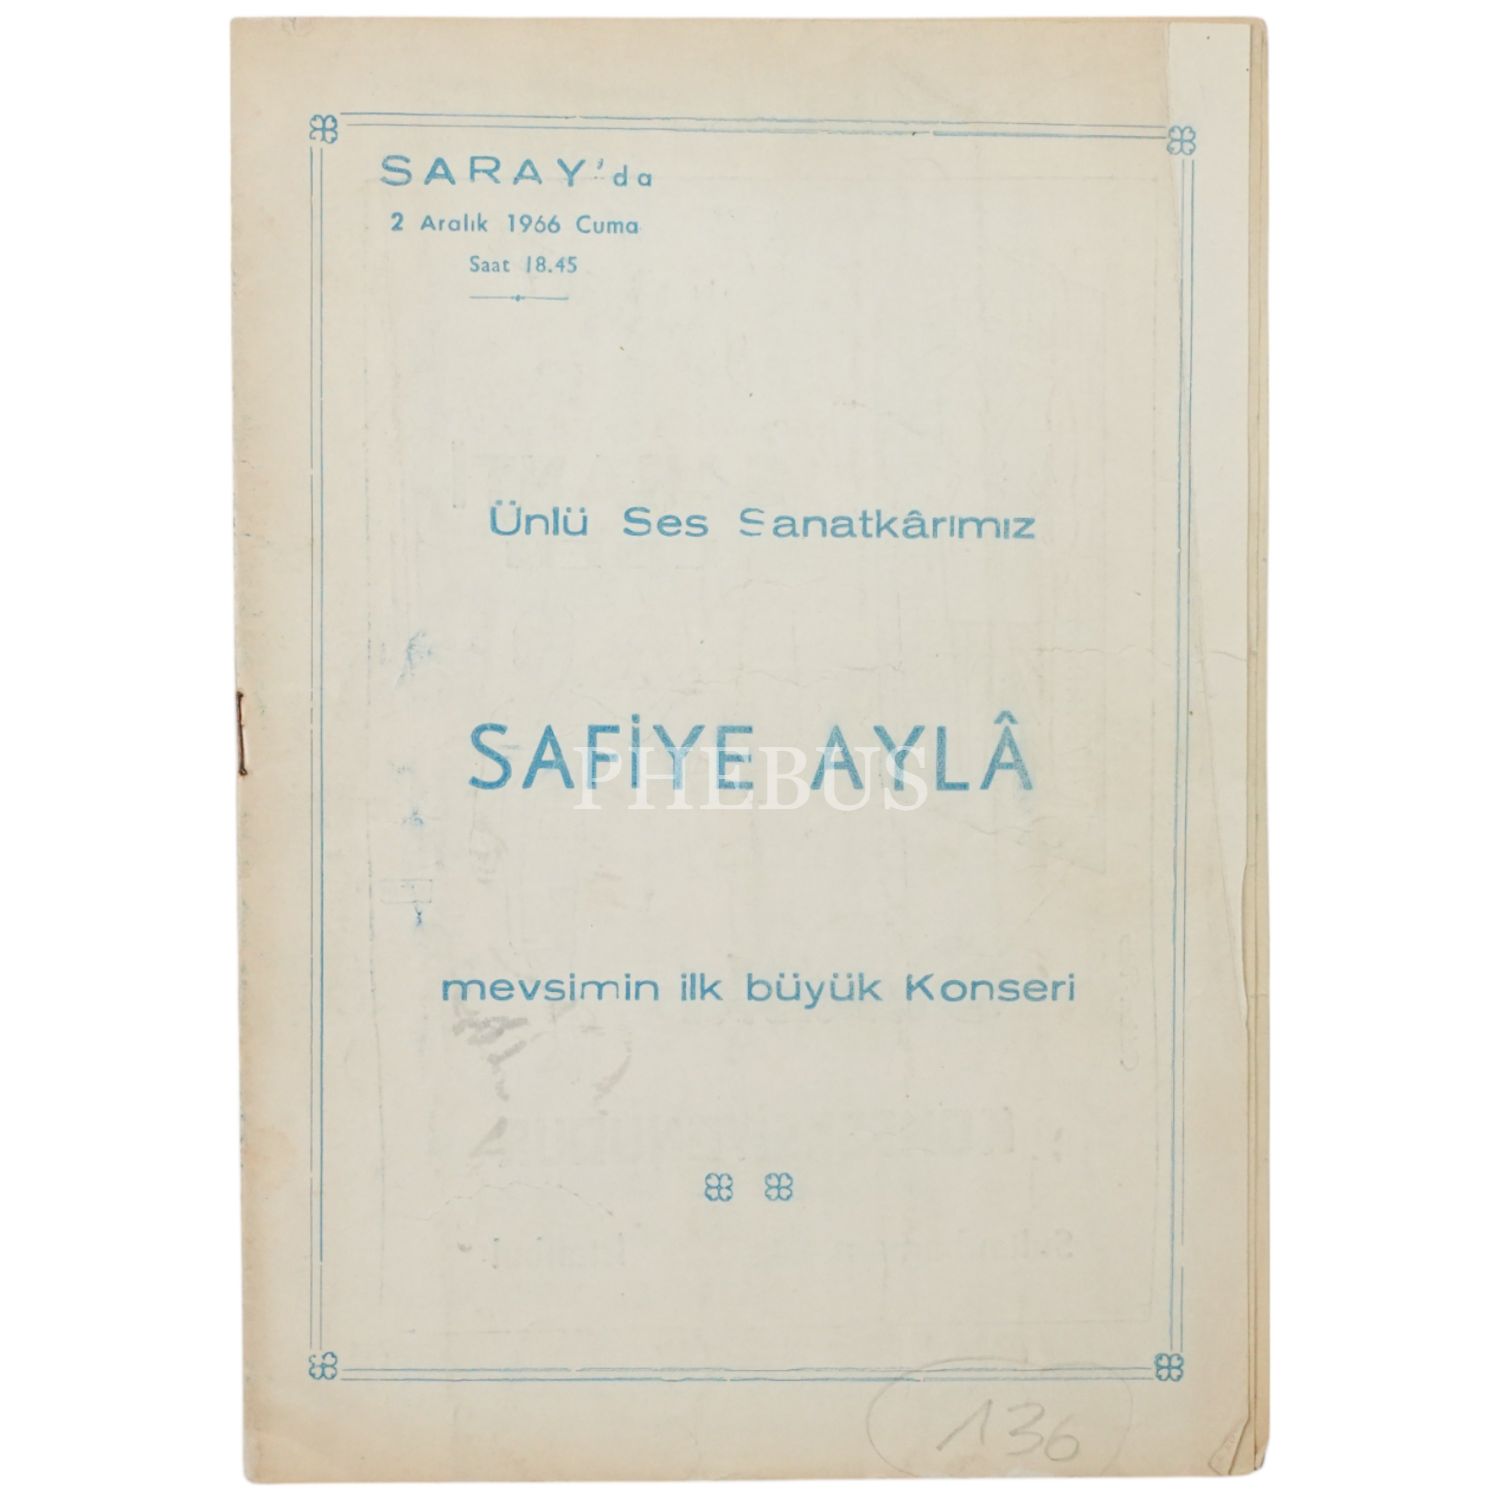 SARAY'da
2 Aralık 1966 Cuma
Saat 18.45
Ünlü Ses Sanatkârımız
SAFİYE AYLÂ
PHEBUS
mevsimin ilk büyük Konseri
136